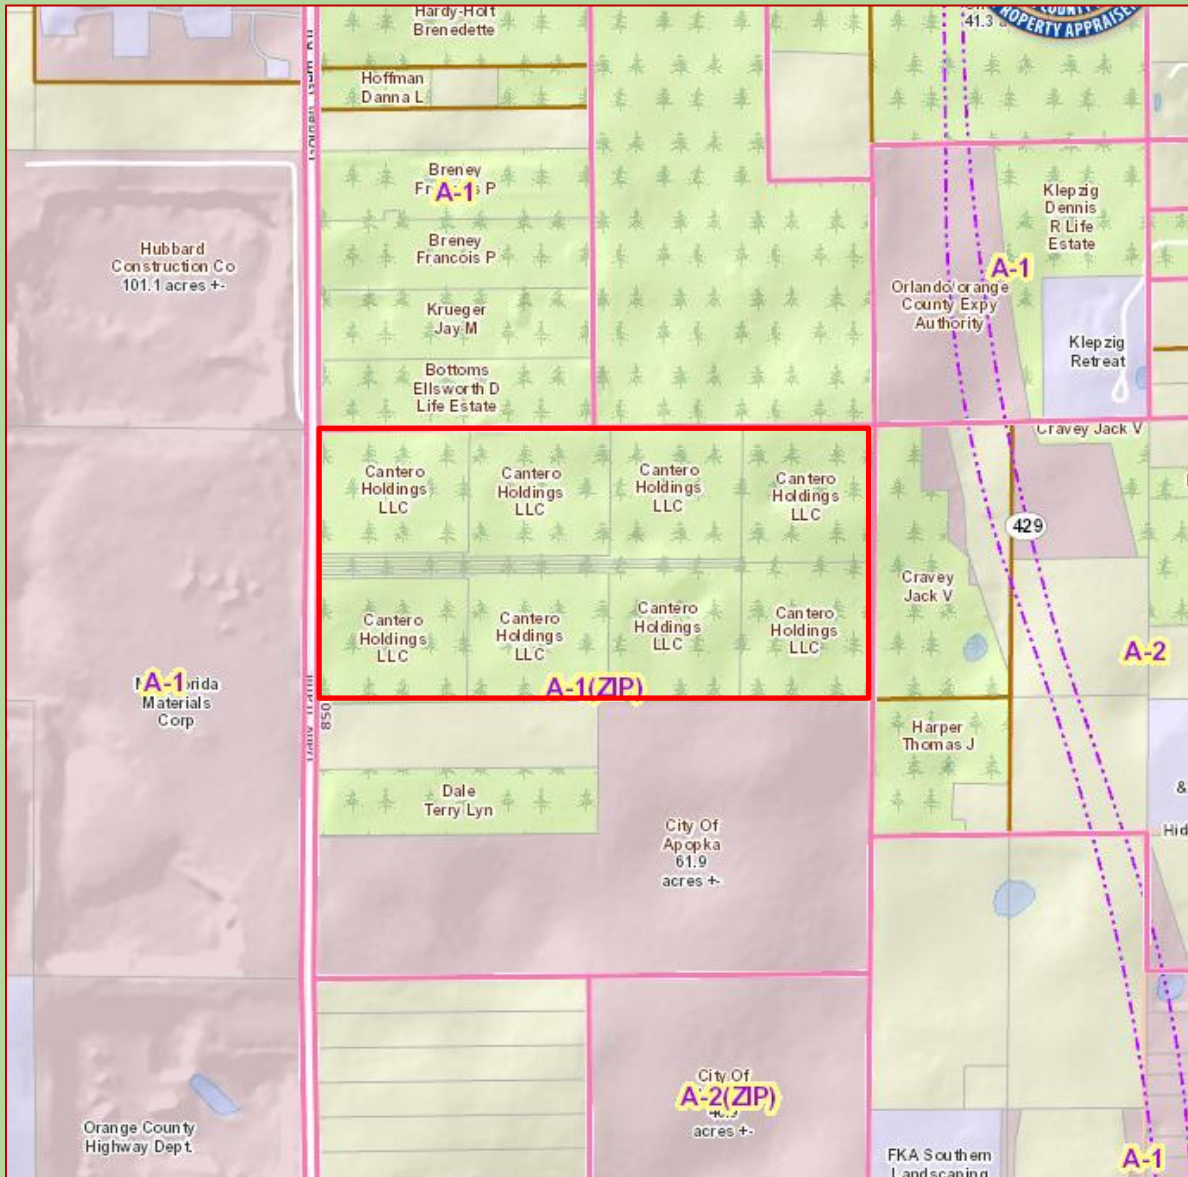 Hardy-Holt
Brenedette
41.3 a
COUNTY
PROPERTY APPRAISER
Hoffman
Danna L
Breney
P
A-1
Breney
Francois P
Krueger
Jay M
Bottoms
Ellsworth D
Life Estate
Hubbard
Construction Co
101.1 acres +-
Klepzig
Dennis
R Life
Estate
A-1
Orlando/orange
County Expy
Authority
Klepzig
Retreat
Cravey Jack V
Cantero
Holdings
LLC
Cantero
Holdings
LLC
Cantero
Holdings
LLC
Cantero
Holdings
LLC
429
Cravey
Jack V
Cantero
Holdings
LLC
Cantero
Holdings
LLC
Cantero
Holdings
LLC
Cantero
Holdings
LLC
A-2
A-1
Materials
Corp
A-1(ZIP)
850
Harper
Thomas J
Dale
Terry Lyn
&
Hid
City Of
Apopka
61.9
acres +-
City Of
A-2(ZIP)
acres +-
Orange County
Highway Dept.
FKA Southern
Landscaping
A-1